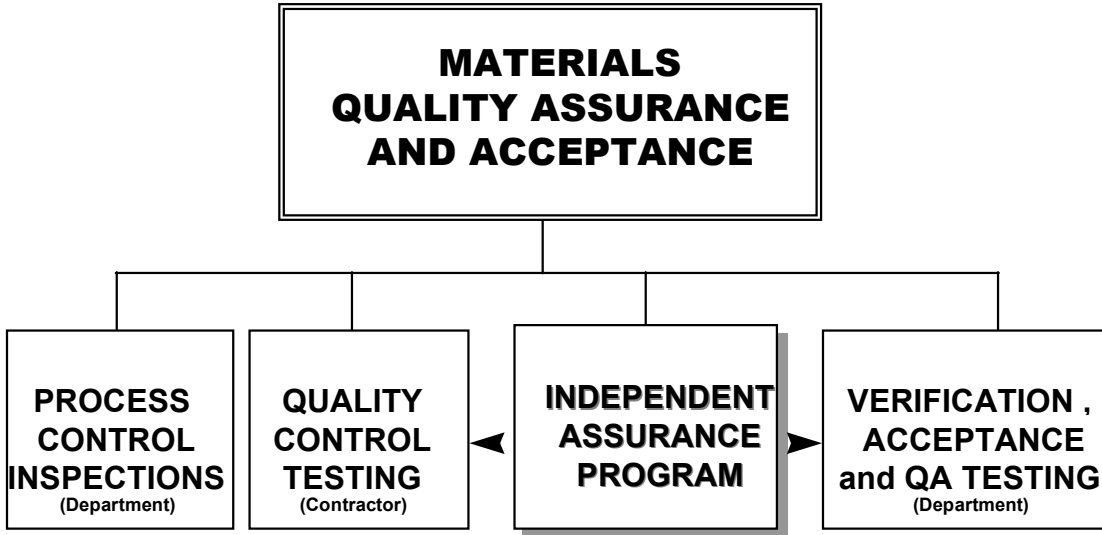 MATERIALS
QUALITY ASSURANCE
AND ACCEPTANCE
PROCESS
CONTROL
INSPECTIONS
(Department)
QUALITY
CONTROL
TESTING
(Contractor)
INDEPENDENT
ASSURANCE
PROGRAM
VERIFICATION ,
ACCEPTANCE
and QA TESTING
(Department)